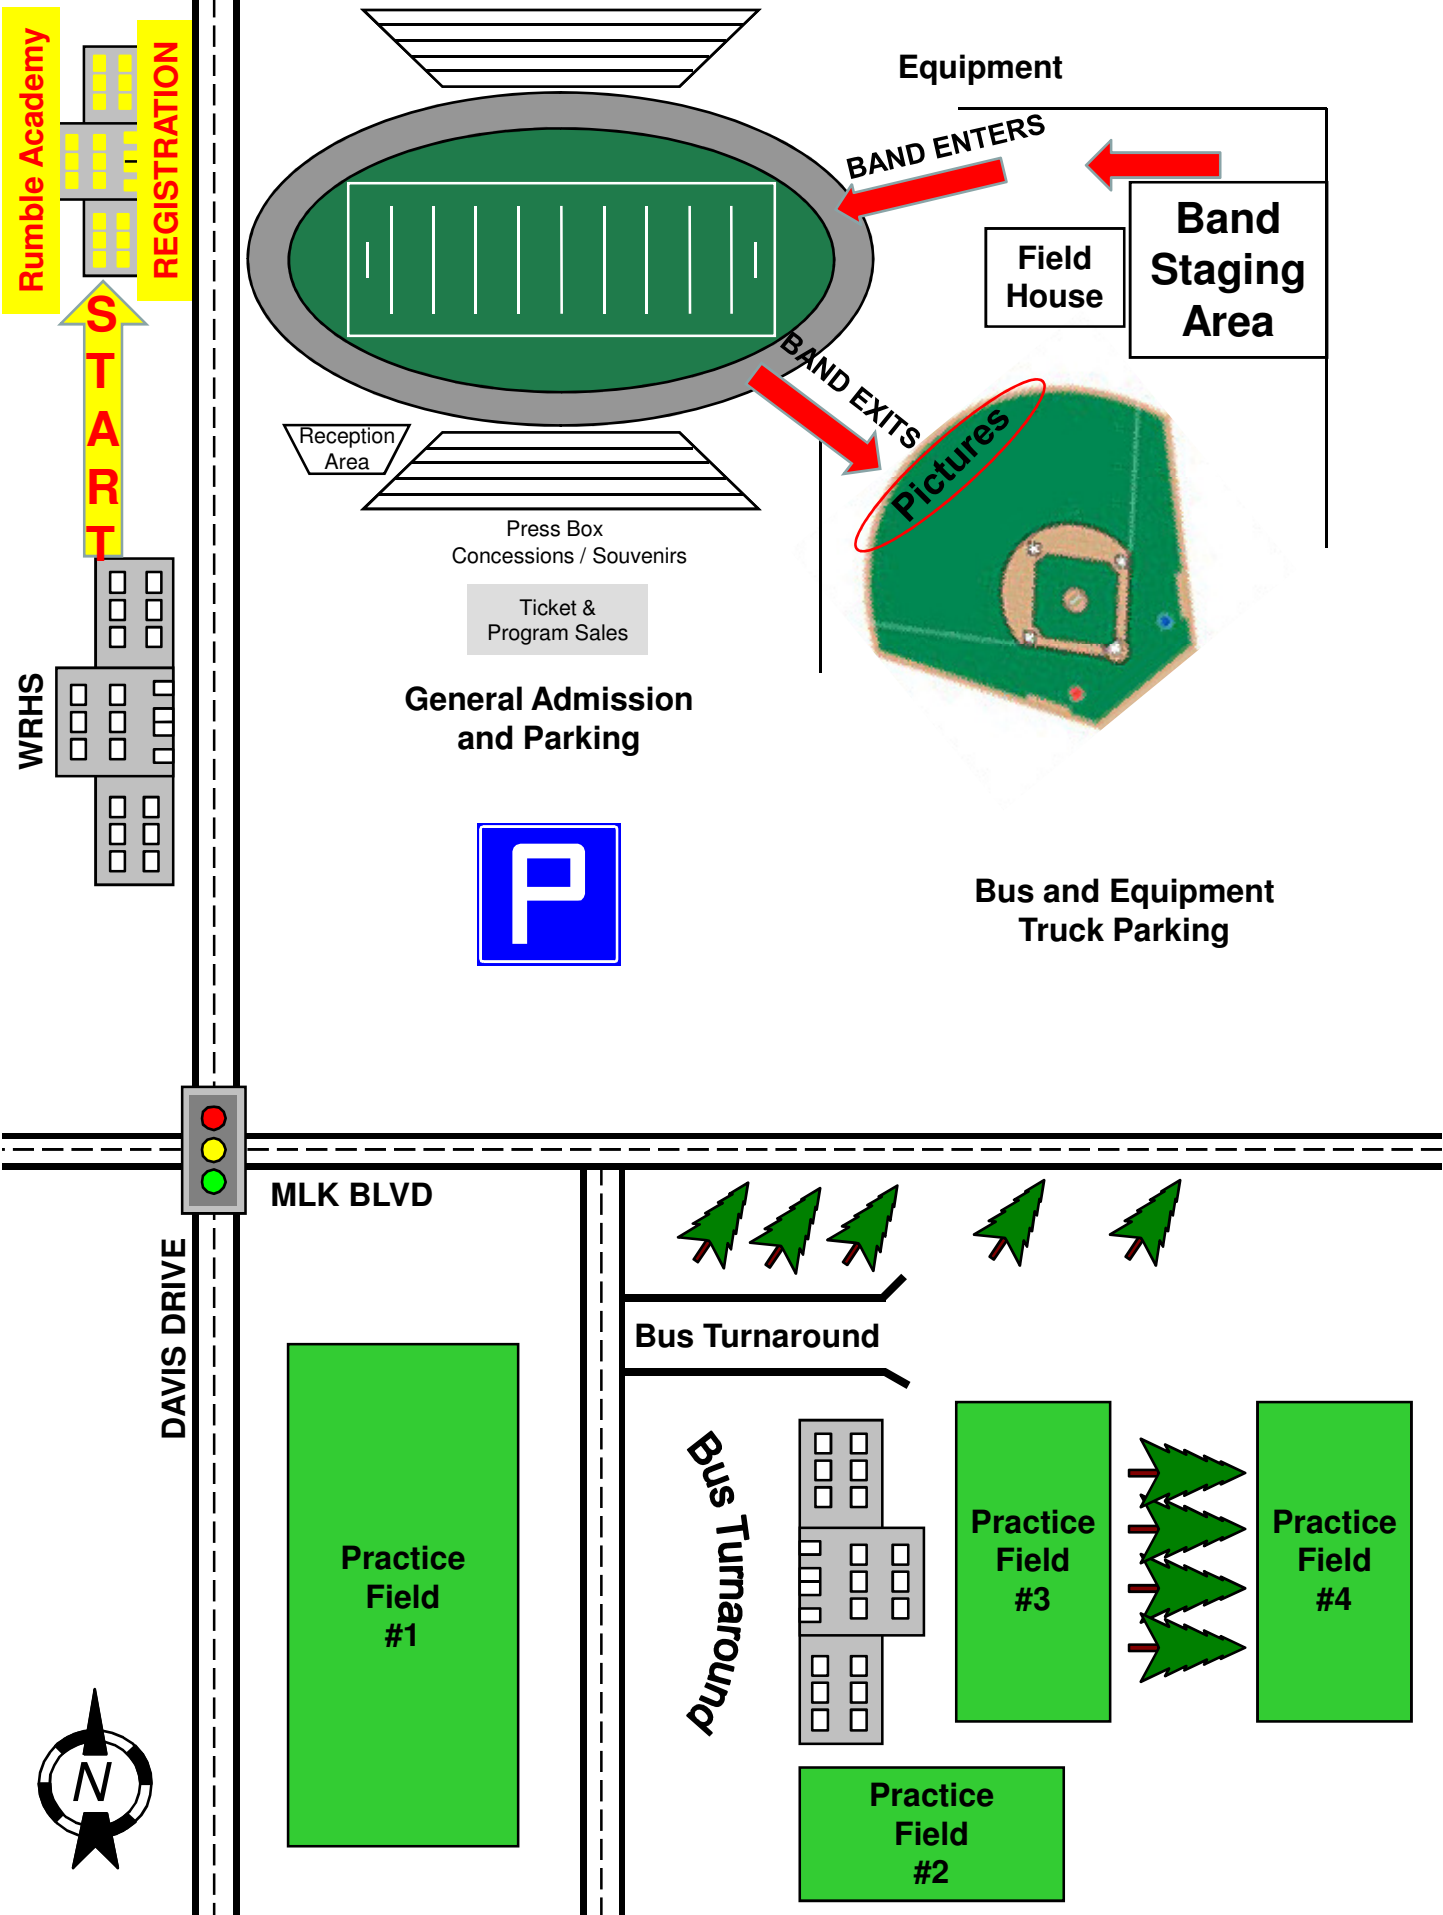 Rumble Academy
REGISTRATION
START
WRHS
Equipment
BAND ENTERS
Band
Staging
Area
Field
House
BAND EXITS
Pictures
Reception
Area
Press Box
Concessions / Souvenirs
Ticket &
Program Sales
General Admission
and Parking
P
Bus and Equipment
Truck Parking
MLK BLVD
DAVIS DRIVE
Bus Turnaround
Bus Turnaround
Practice
Field
#1
Practice
Field
#3
Practice
Field
#4
Practice
Field
#2
N